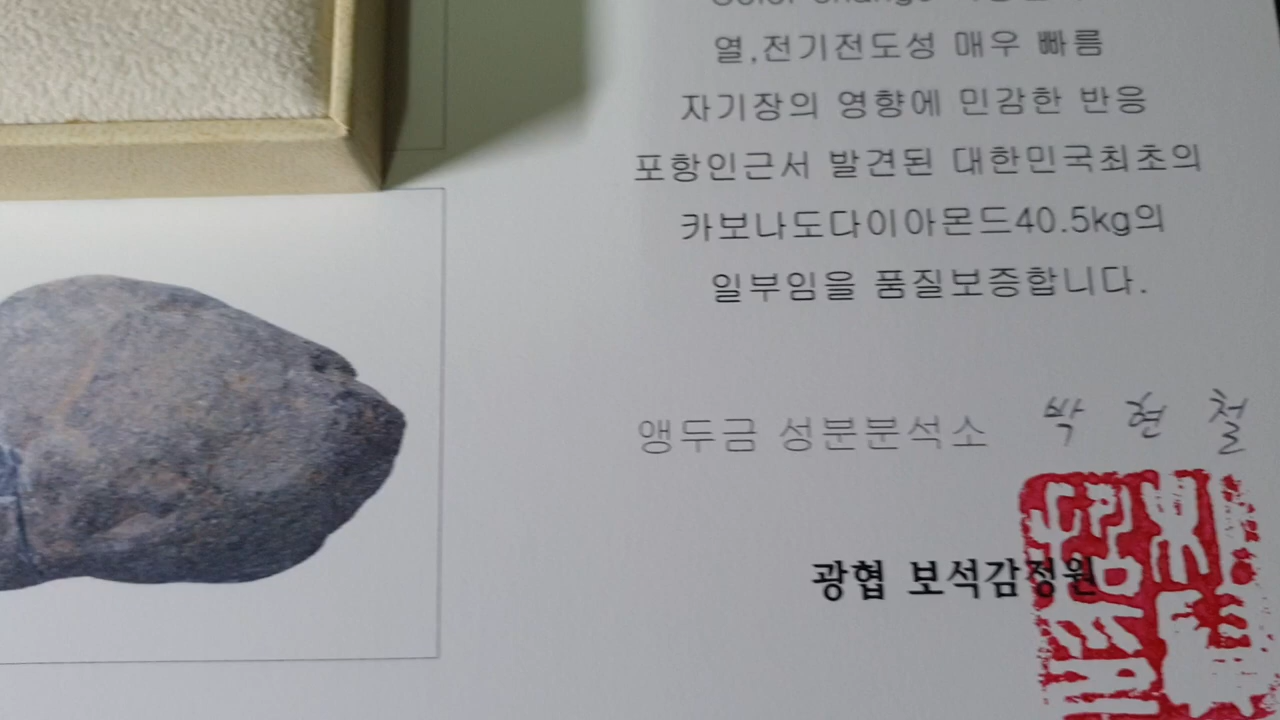 열,전기전도성 매우 빠름
자기장의 영향에 민감한 반응
포항인근서 발견된 대한민국최초의
카보나도다이아몬드40.5kg의
일부임을 품질보증합니다.
앵두금 성분분석소 박 현 철
광협 보석감정원